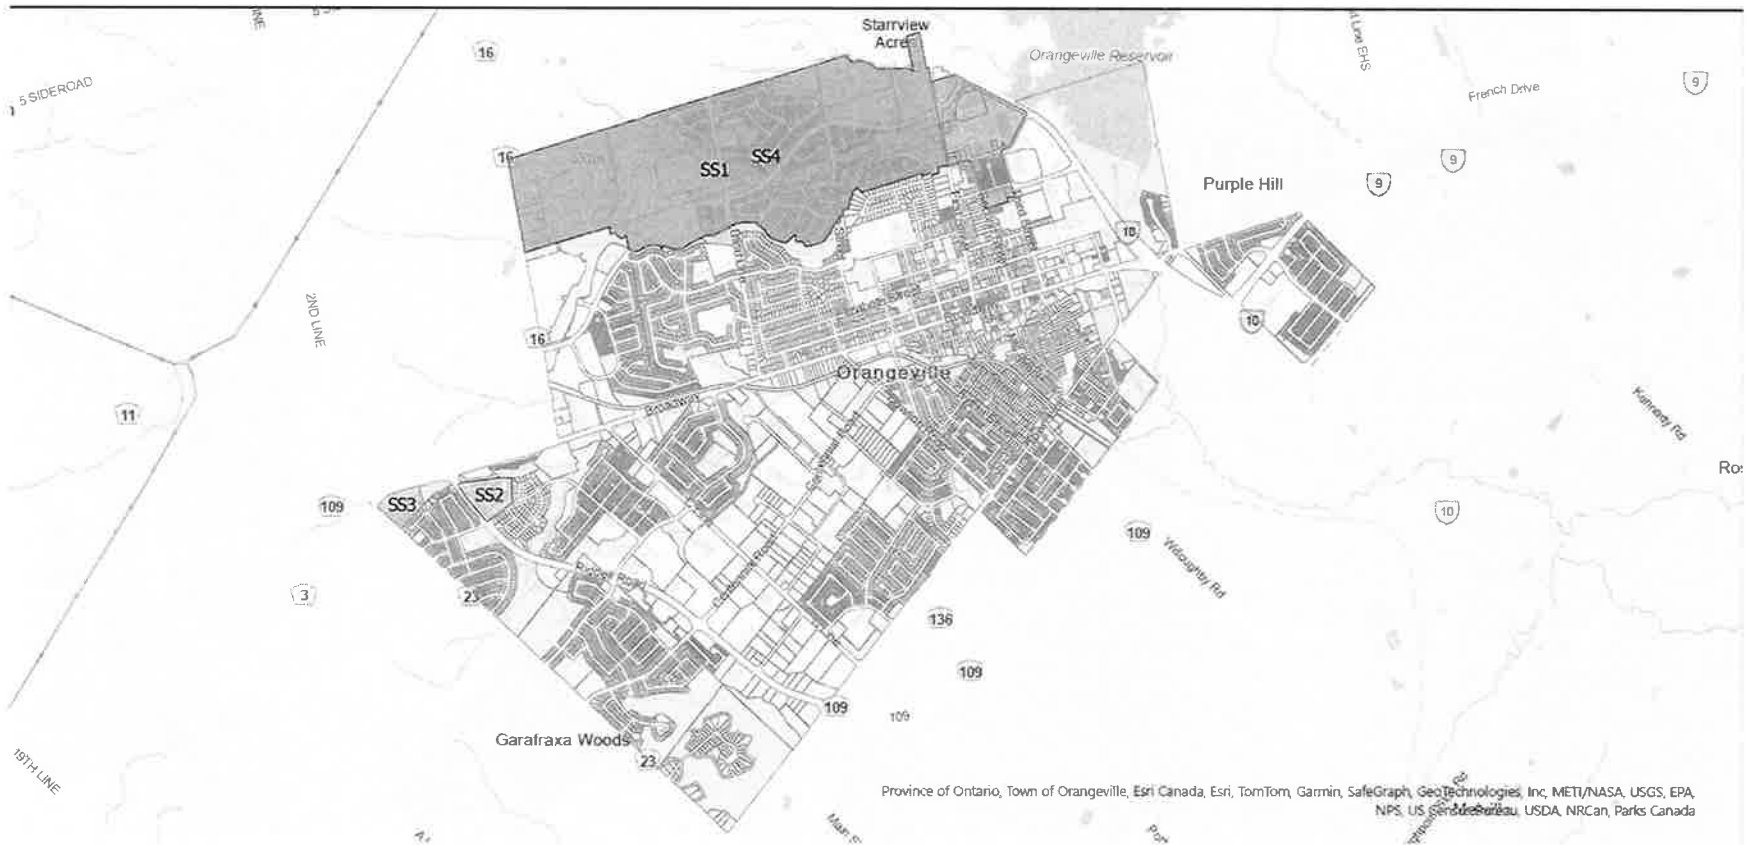 Starrview
Acres
Orangeville Reservoir
16
5 SIDEROAD
French Drive
9
9
9
16
SS1
SS4
Purple Hill
10
2ND LINE
16
10
Orangeville
Broadway
11
Kennedy Rd
109
SS3
SS2
10
109
Willoughby Rd
3
23
136
109
109
109
Garafraxa Woods
23
19TH LINE
Province of Ontario, Town of Orangeville, Esri Canada, Esri, TomTom, Garmin, SafeGraph, GeoTechnologies, Inc, METI/NASA, USGS, EPA,
NPS, US Census Bureau, USDA, NRCan, Parks Canada